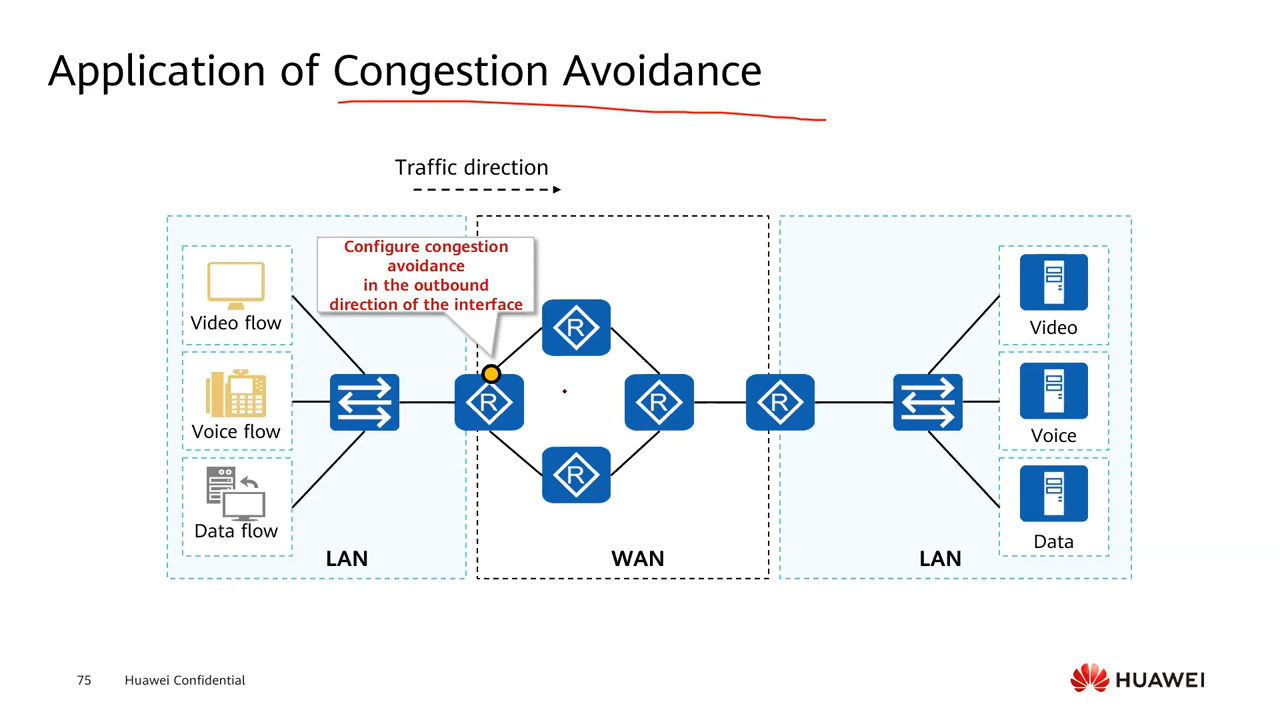 Application of Congestion Avoidance
Traffic direction
Configure congestion
avoidance
in the outbound
direction of the interface
Video flow
Voice flow
Data flow
LAN
R
R
R
R
R
WAN
Video
Voice
Data
LAN
75
Huawei Confidential
HUAWEI